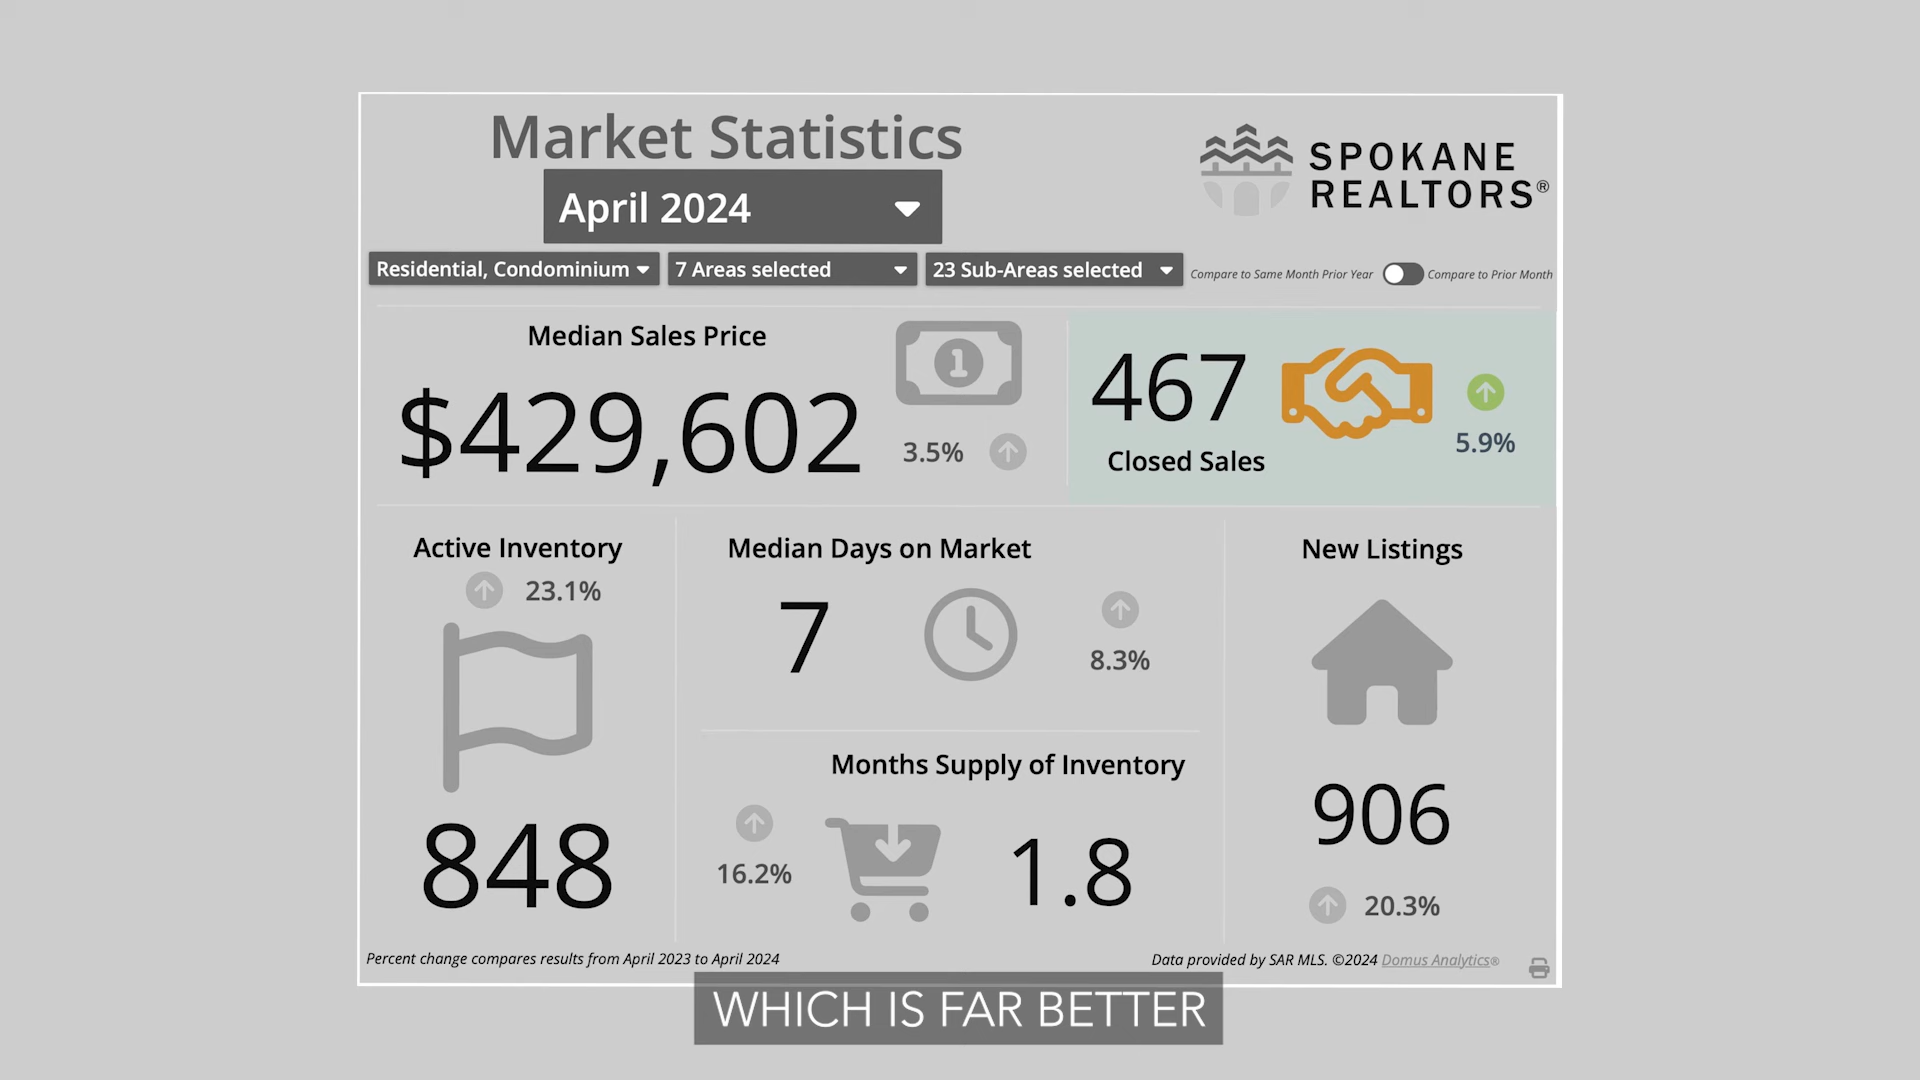 Market Statistics
April 2024
SPOKANE
REALTORS®
Residential, Condominium
7 Areas selected
23 Sub-Areas selected
Compare to Same Month Prior Year
Compare to Prior Month
Median Sales Price
$429,602
1
3.5%
467
Closed Sales
5.9%
Active Inventory
23.1%
848
Median Days on Market
7
8.3%
Months Supply of Inventory
16.2%
1.8
New Listings
906
20.3%
Percent change compares results from April 2023 to April 2024
Data provided by SAR MLS. ©2024 Domus Analytics®
WHICH IS FAR BETTER